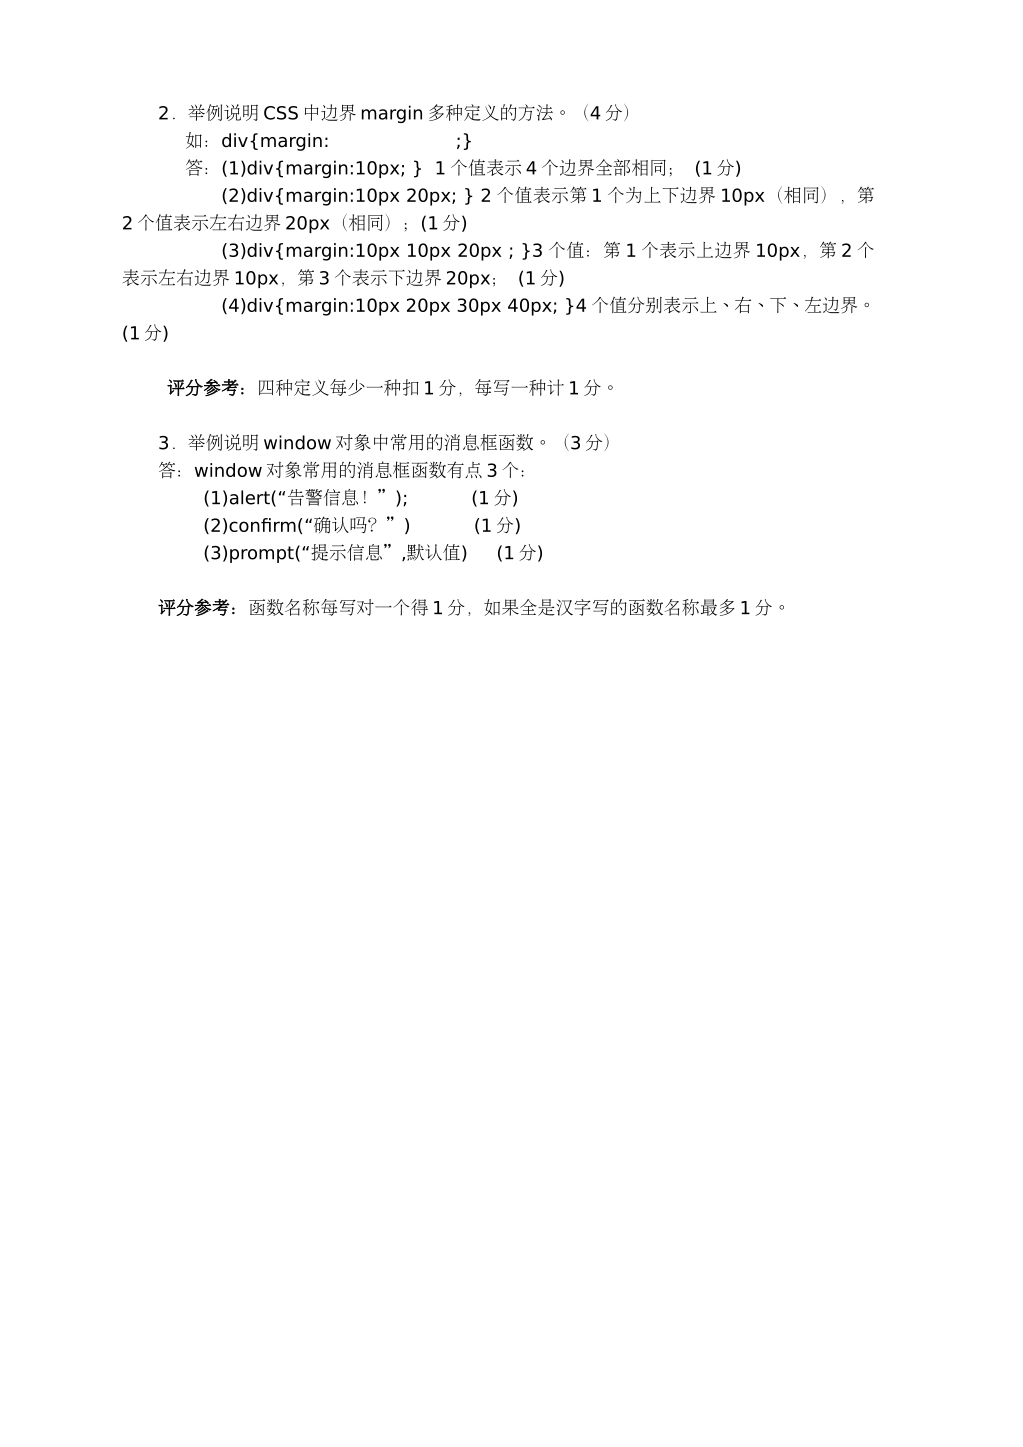 2．举例说明 CSS 中边界 margin 多种定义的方法。（4 分）
如：div{margin: ;}
答：(1)div{margin:10px; } 1 个值表示 4 个边界全部相同； (1 分)
(2)div{margin:10px 20px; } 2 个值表示第 1 个为上下边界 10px（相同），第
2 个值表示左右边界 20px（相同）；(1 分)
(3)div{margin:10px 10px 20px ; }3 个值：第 1 个表示上边界 10px，第 2 个
表示左右边界 10px，第 3 个表示下边界 20px； (1 分)
(4)div{margin:10px 20px 30px 40px; }4 个值分别表示上、右、下、左边界。
(1 分)
评分参考：四种定义每少一种扣 1 分，每写一种计 1 分。
3．举例说明 window 对象中常用的消息框函数。（3 分）
答：window 对象常用的消息框函数有点 3 个：
(1)alert(“告警信息！”); (1 分)
(2)confirm(“确认吗？”) (1 分)
(3)prompt(“提示信息”,默认值) (1 分)
评分参考：函数名称每写对一个得 1 分，如果全是汉字写的函数名称最多 1 分。